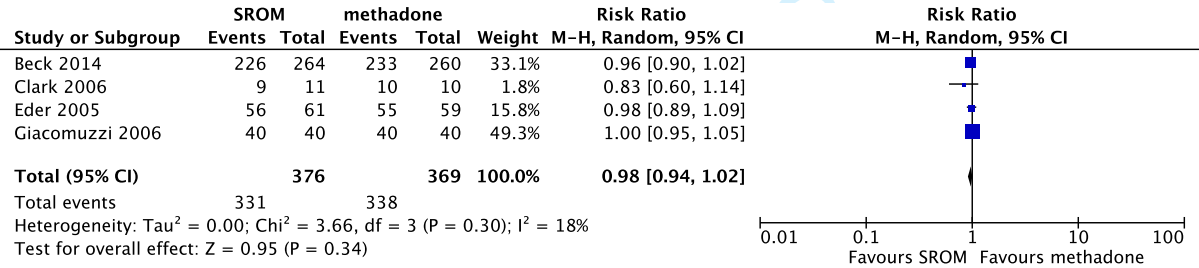 SROM methadone Risk Ratio Risk Ratio
Study or Subgroup Events Total Events Total Weight M-H, Random, 95% CI M-H, Random, 95% CI
Beck 2014 226 264 233 260 33.1% 0.96 [0.90, 1.02]
Clark 2006 9 11 10 10 1.8% 0.83 [0.60, 1.14]
Eder 2005 56 61 55 59 15.8% 0.98 [0.89, 1.09]
Giacomuzzi 2006 40 40 40 40 49.3% 1.00 [0.95, 1.05]
Total (95% CI) 376 369 100.0% 0.98 [0.94, 1.02]
Total events 331 338
Heterogeneity: Tau² = 0.00; Chi² = 3.66, df = 3 (P = 0.30); I² = 18%
Test for overall effect: Z = 0.95 (P = 0.34)
0.01 0.1 1 10 100
Favours SROM Favours methadone